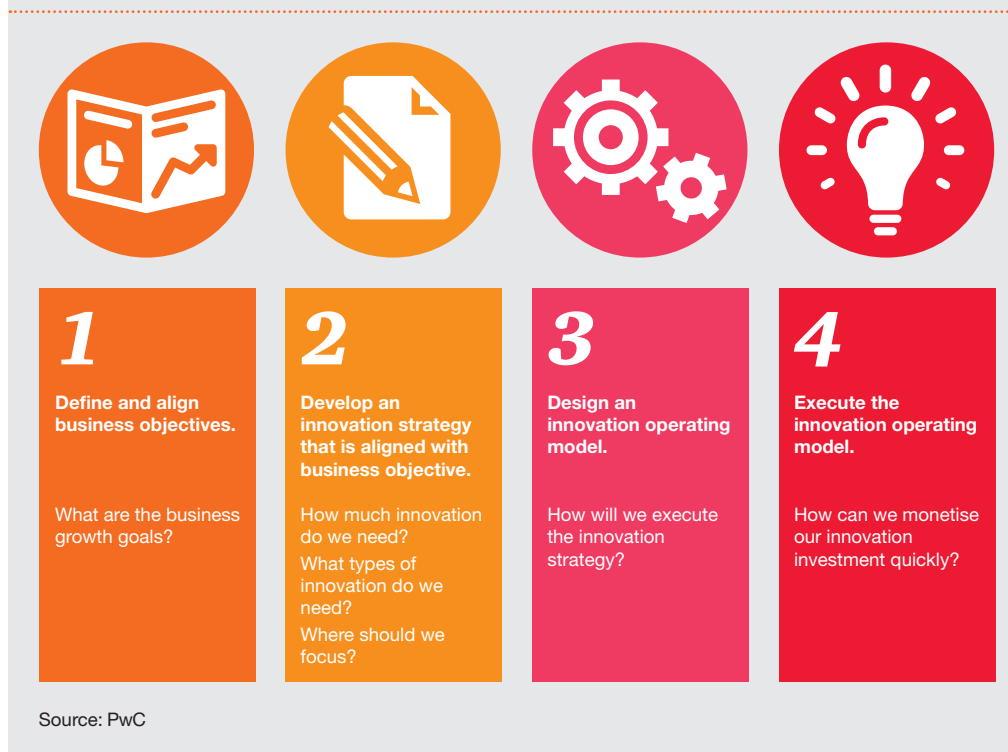 1
Define and align
business objectives.
What are the business
growth goals?
2
Develop an
innovation strategy
that is aligned with
business objective.
How much innovation
do we need?
What types of
innovation do we
need?
Where should we
focus?
3
Design an
innovation operating
model.
How will we execute
the innovation
strategy?
4
Execute the
innovation operating
model.
How can we monetise
our innovation
investment quickly?
Source: PwC